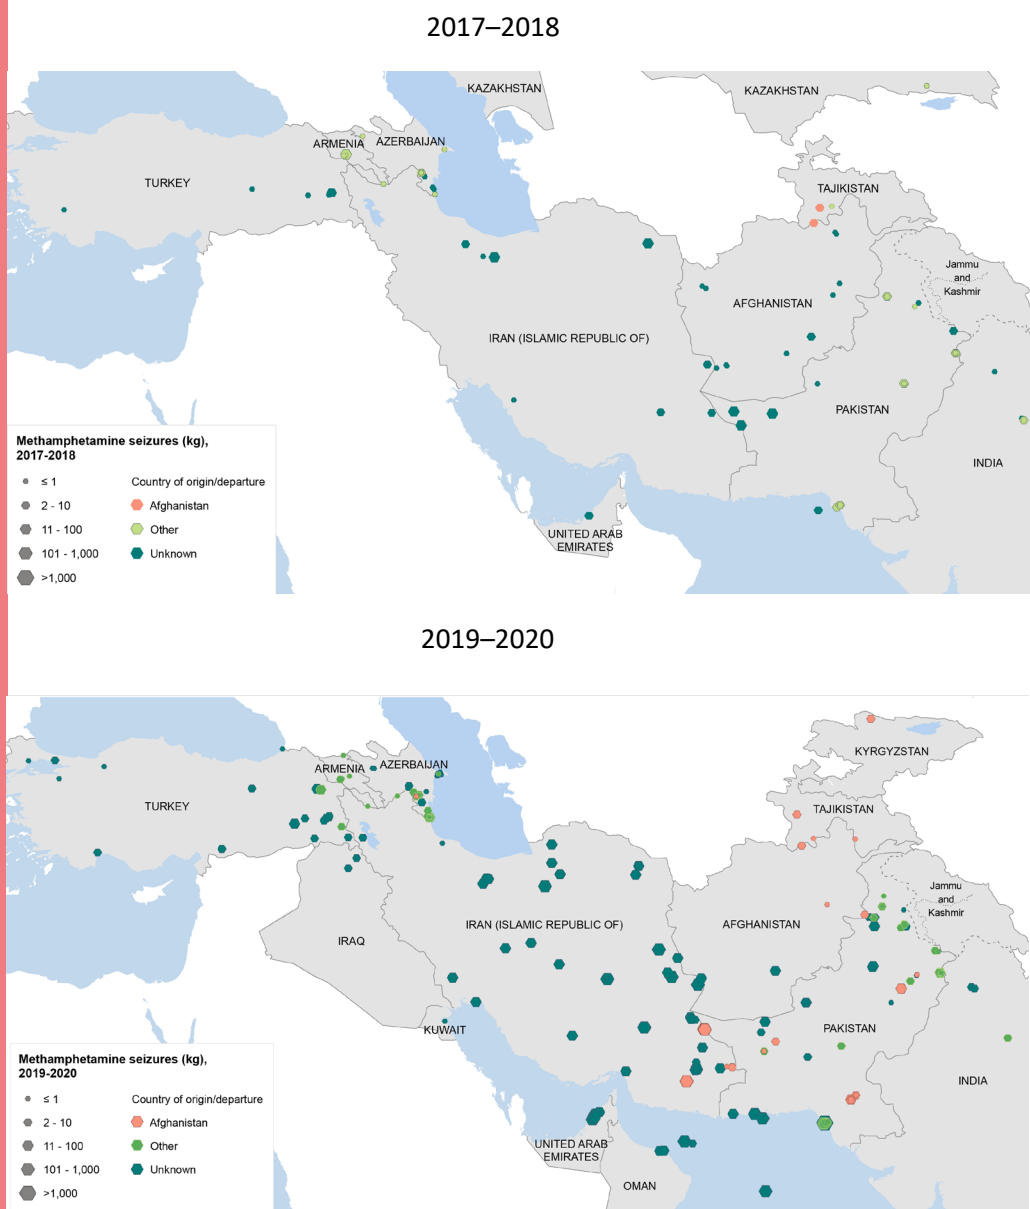 2017–2018
KAZAKHSTAN
KAZAKHSTAN
ARMENIA
AZERBAIJAN
TURKEY
TAJIKISTAN
Jammu
and
Kashmir
AFGHANISTAN
IRAN (ISLAMIC REPUBLIC OF)
PAKISTAN
INDIA
UNITED ARAB
EMIRATES
Methamphetamine seizures (kg),
2017-2018
≤ 1
Country of origin/departure
2 - 10
Afghanistan
11 - 100
Other
101 - 1,000
Unknown
>1,000
2019–2020
KYRGYZSTAN
ARMENIA
AZERBAIJAN
TURKEY
TAJIKISTAN
Jammu
and
Kashmir
IRAN (ISLAMIC REPUBLIC OF)
AFGHANISTAN
IRAQ
KUWAIT
PAKISTAN
INDIA
UNITED ARAB
EMIRATES
OMAN
Methamphetamine seizures (kg),
2019-2020
≤ 1
Country of origin/departure
2 - 10
Afghanistan
11 - 100
Other
101 - 1,000
Unknown
>1,000